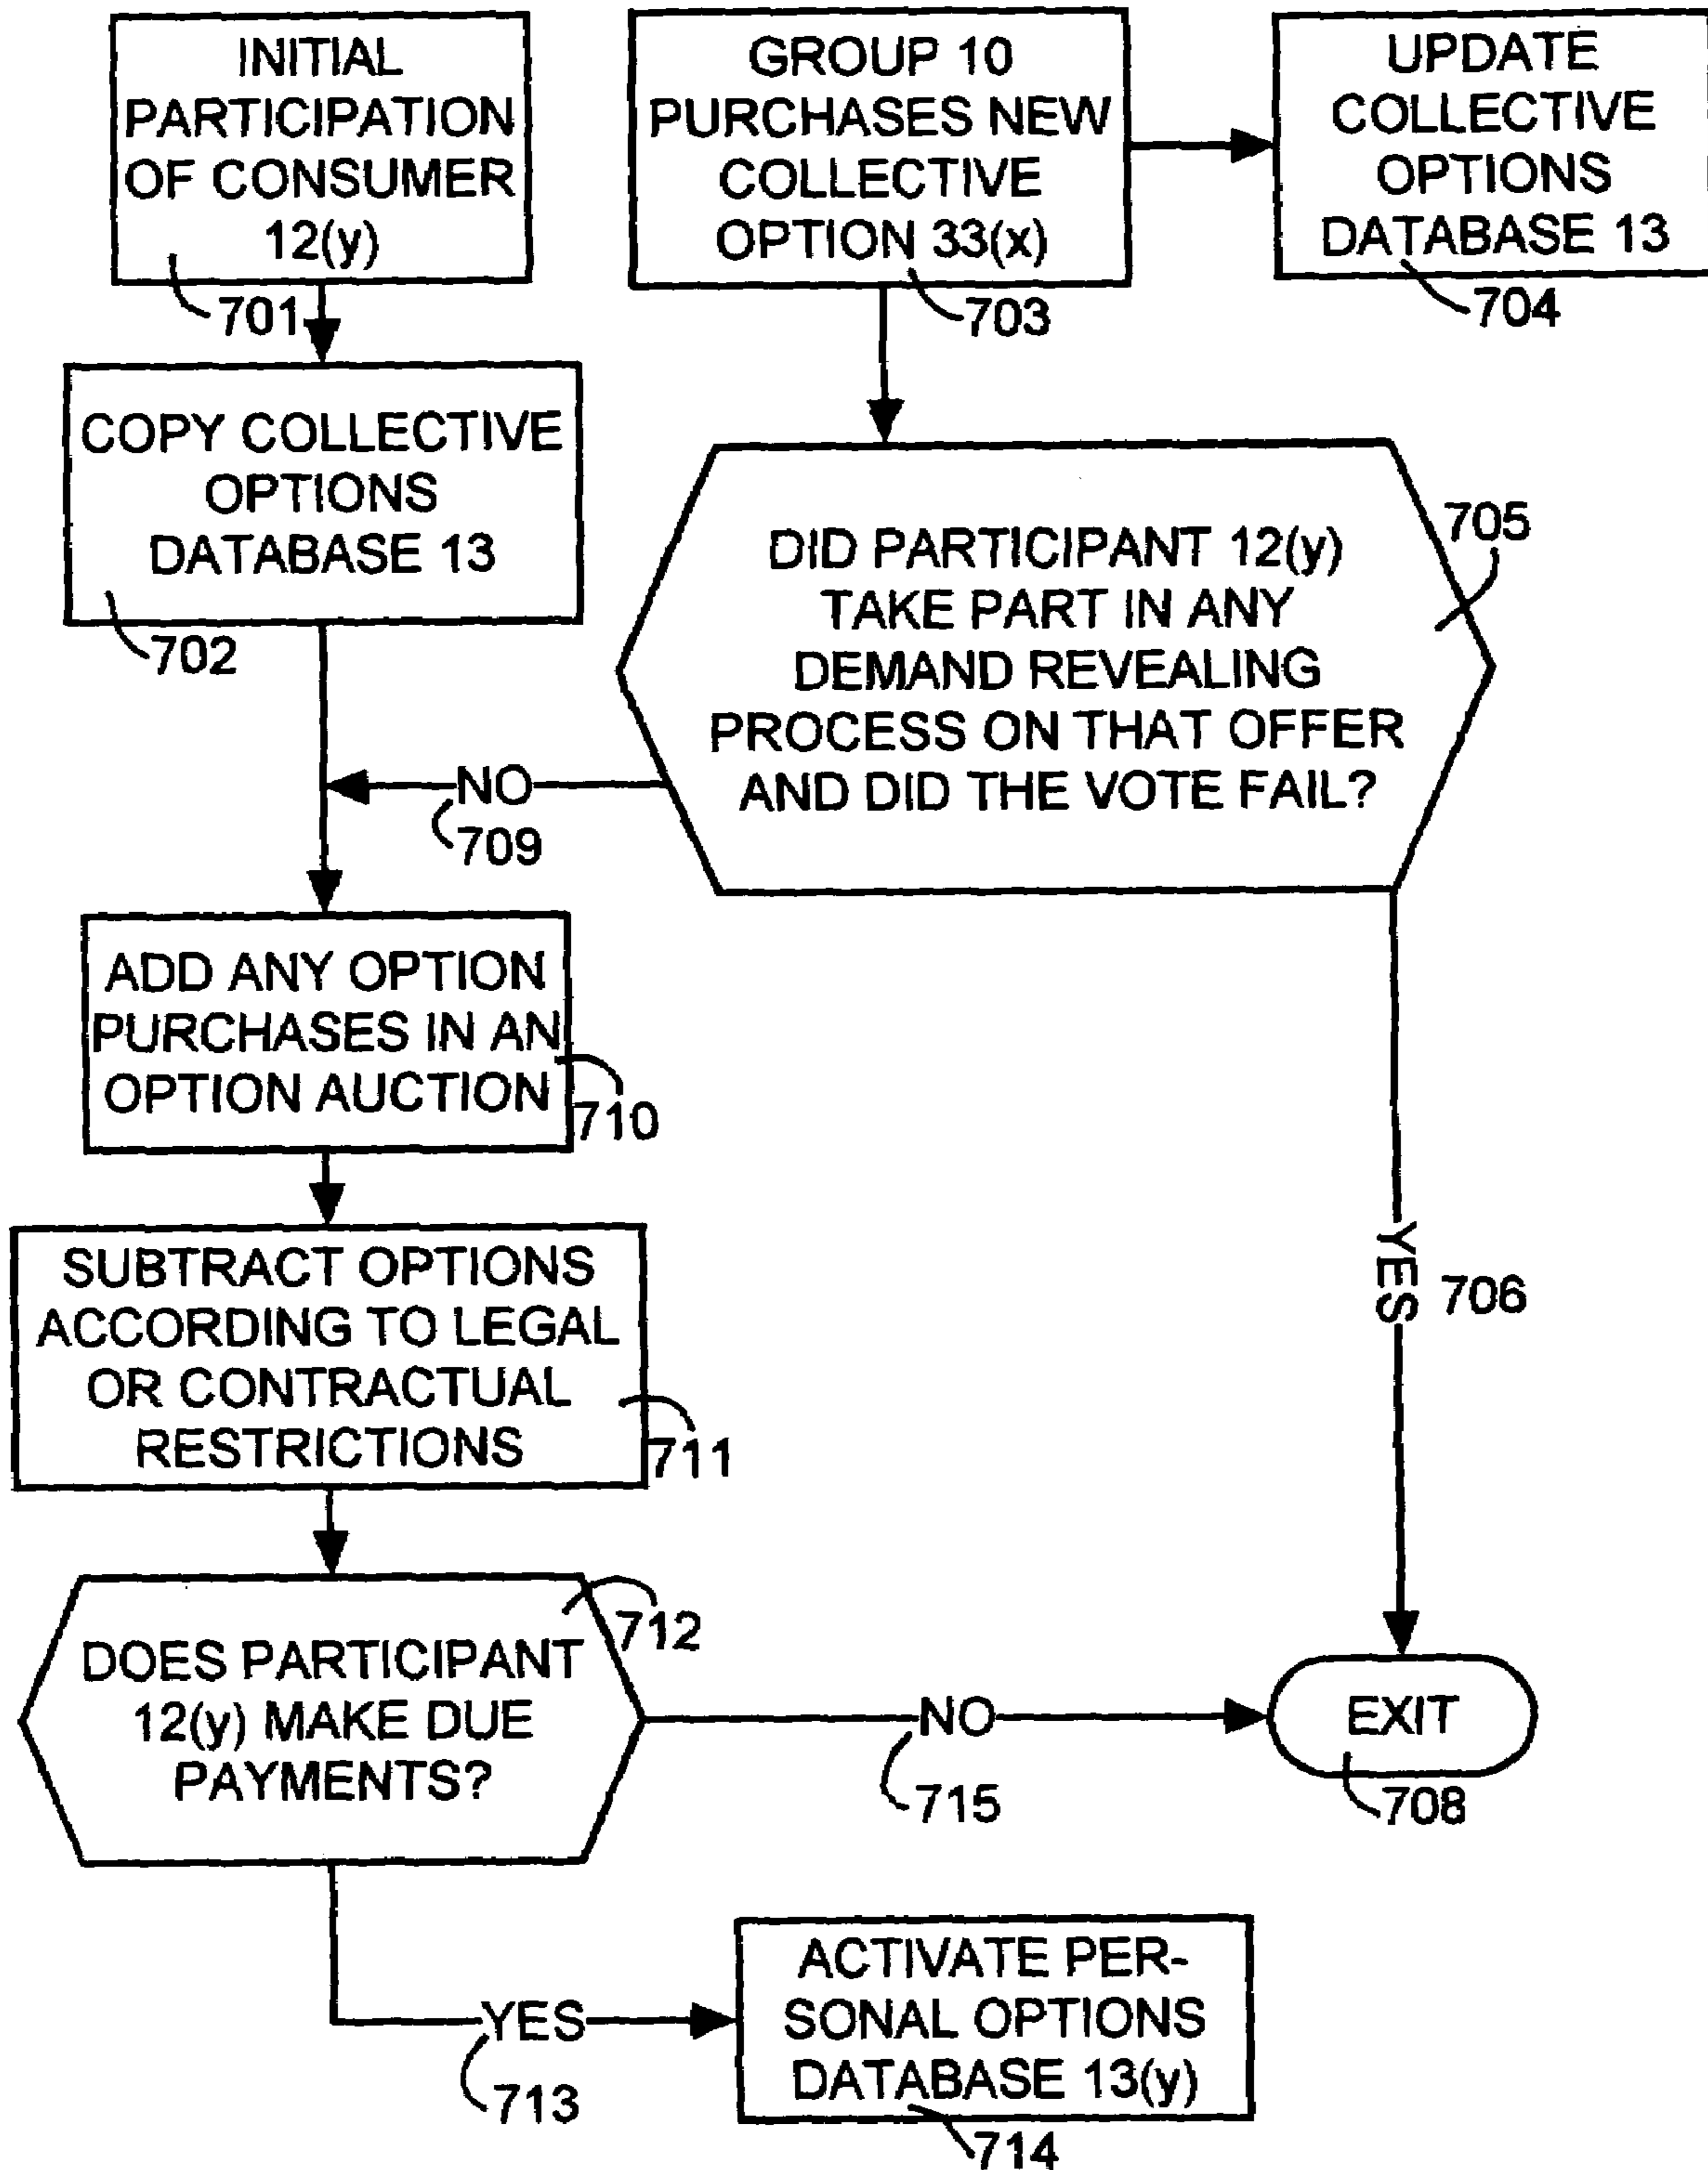 INITIAL
PARTICIPATION
OF CONSUMER
12(y)
701
GROUP 10
PURCHASES NEW
COLLECTIVE
OPTION 33(x)
703
UPDATE
COLLECTIVE
OPTIONS
DATABASE 13
704
COPY COLLECTIVE
OPTIONS
DATABASE 13
702
DID PARTICIPANT 12(y)
TAKE PART IN ANY
DEMAND REVEALING
PROCESS ON THAT OFFER
AND DID THE VOTE FAIL?
705
NO
709
YES
706
ADD ANY OPTION
PURCHASES IN AN
OPTION AUCTION
710
SUBTRACT OPTIONS
ACCORDING TO LEGAL
OR CONTRACTUAL
RESTRICTIONS
711
DOES PARTICIPANT
12(y) MAKE DUE
PAYMENTS?
712
NO
715
EXIT
708
YES
713
ACTIVATE PER-
SONAL OPTIONS
DATABASE 13(y)
714